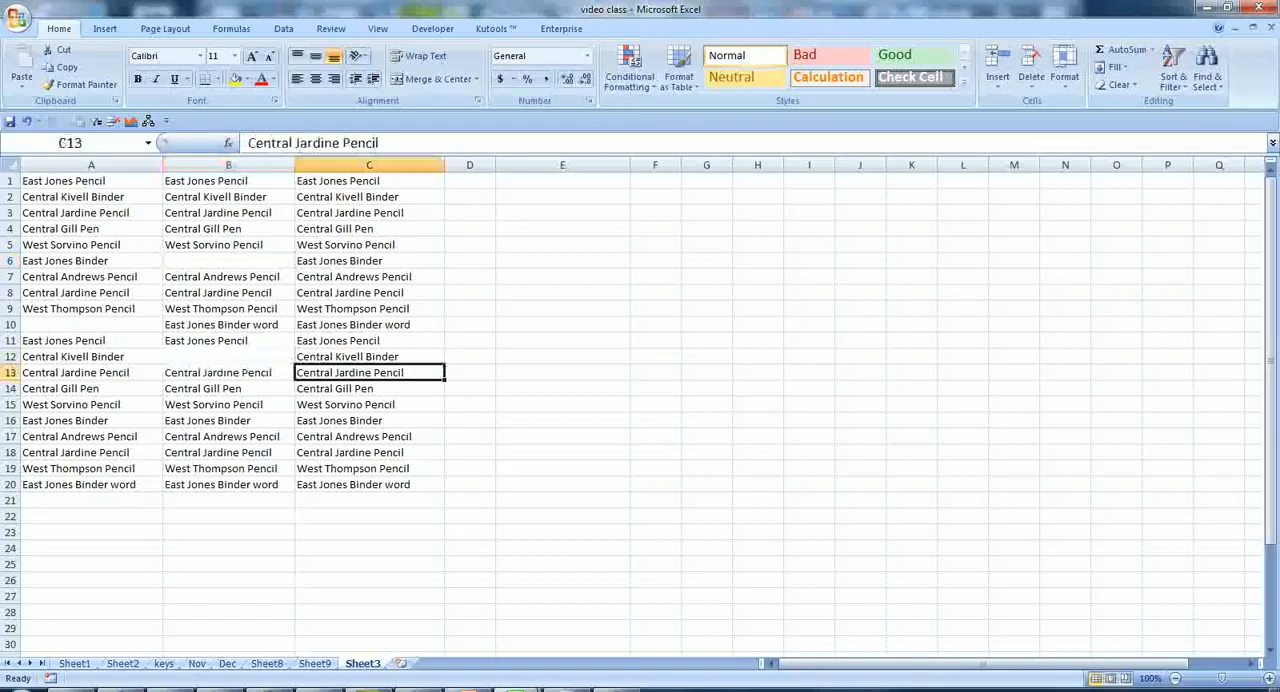 video class - Microsoft Excel
Home Insert Page Layout Formulas Data Review View Developer Kutools ™ Enterprise
Paste
Cut
Copy
Format Painter
Clipboard
Calibri 11 A A
B I U A
Font
Wrap Text
Merge & Center
Alignment
General
$ % ,
Number
Conditional Formatting
Format as Table
Normal Bad Good
Neutral Calculation Check Cell
Styles
Insert Delete Format
Cells
Σ AutoSum
Fill
Clear
Sort & Filter
Find & Select
Editing
C13 fx Central Jardine Pencil
A B C D E F G H I J K L M N O P Q
1 East Jones Pencil East Jones Pencil East Jones Pencil
2 Central Kivell Binder Central Kivell Binder Central Kivell Binder
3 Central Jardine Pencil Central Jardine Pencil Central Jardine Pencil
4 Central Gill Pen Central Gill Pen Central Gill Pen
5 West Sorvino Pencil West Sorvino Pencil West Sorvino Pencil
6 East Jones Binder East Jones Binder
7 Central Andrews Pencil Central Andrews Pencil Central Andrews Pencil
8 Central Jardine Pencil Central Jardine Pencil Central Jardine Pencil
9 West Thompson Pencil West Thompson Pencil West Thompson Pencil
10 East Jones Binder word East Jones Binder word
11 East Jones Pencil East Jones Pencil East Jones Pencil
12 Central Kivell Binder Central Kivell Binder
13 Central Jardine Pencil Central Jardine Pencil Central Jardine Pencil
14 Central Gill Pen Central Gill Pen Central Gill Pen
15 West Sorvino Pencil West Sorvino Pencil West Sorvino Pencil
16 East Jones Binder East Jones Binder East Jones Binder
17 Central Andrews Pencil Central Andrews Pencil Central Andrews Pencil
18 Central Jardine Pencil Central Jardine Pencil Central Jardine Pencil
19 West Thompson Pencil West Thompson Pencil West Thompson Pencil
20 East Jones Binder word East Jones Binder word East Jones Binder word
21
22
23
24
25
26
27
28
29
30
Sheet1 Sheet2 keys Nov Dec Sheet8 Sheet9 Sheet3
Ready 100%